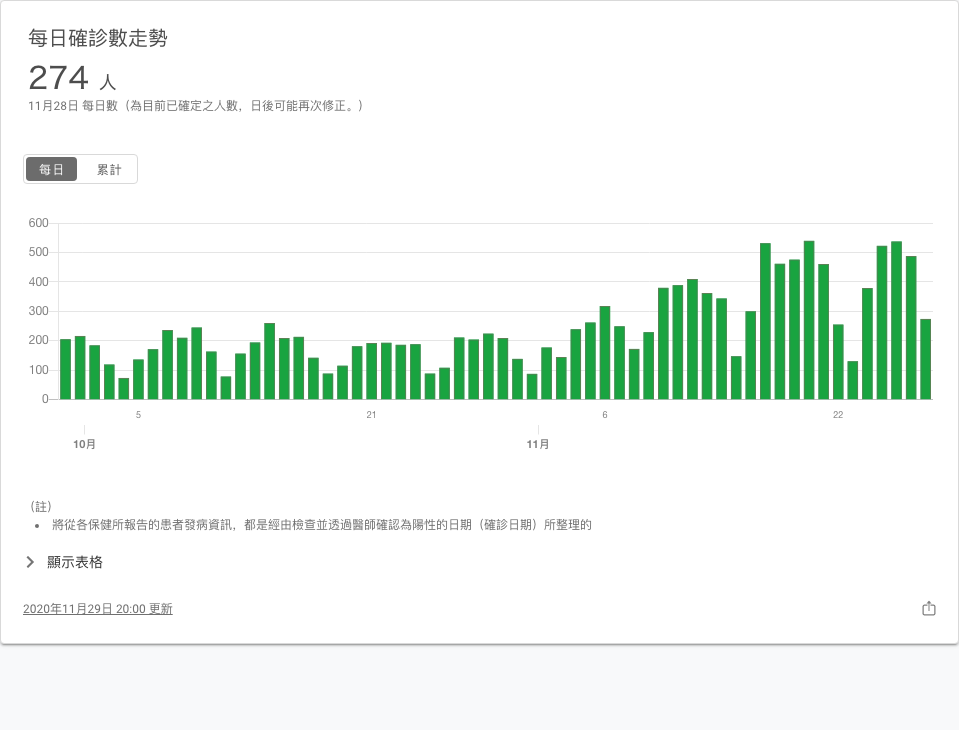 每日確診數走勢
274 人
11月28日 每日數（為目前已確定之人數，日後可能再次修正。）
每日 累計
600
500
400
300
200
100
0
5 21 6 22
10月 11月
（註）
• 將從各保健所報告的患者發病資訊，都是經由檢查並透過醫師確認為陽性的日期（確診日期）所整理的
顯示表格
2020年11月29日 20:00 更新